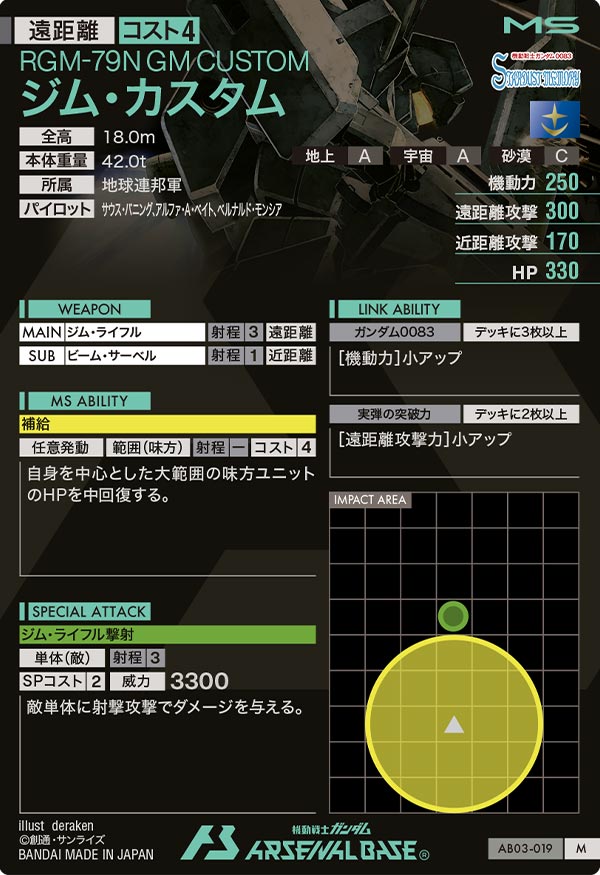 遠距離 コスト4
MS
RGM-79N GM CUSTOM
ジム・カスタム
機動戦士ガンダム0083
STARDUST MEMORY
全高 18.0m
本体重量 42.0t
所属 地球連邦軍
パイロット サウス・バニング、アルファ・A・ベイト、ベルナルド・モンシア
地上 A 宇宙 A 砂漠 C
機動力 250
遠距離攻撃 300
近距離攻撃 170
HP 330
WEAPON
MAIN ジム・ライフル 射程 3 遠距離
SUB ビーム・サーベル 射程 1 近距離
MS ABILITY
補給
任意発動 範囲(味方) 射程 ー コスト 4
自身を中心とした大範囲の味方ユニット
のHPを中回復する。
SPECIAL ATTACK
ジム・ライフル撃射
単体(敵) 射程 3
SPコスト 2 威力 3300
敵単体に射撃攻撃でダメージを与える。
LINK ABILITY
ガンダム0083 デッキに3枚以上
[機動力]小アップ
実弾の突破力 デッキに2枚以上
[遠距離攻撃力]小アップ
IMPACT AREA
illust deraken
©創通・サンライズ
BANDAI MADE IN JAPAN
機動戦士ガンダム
ARSENAL BASE®
AB03-019 M